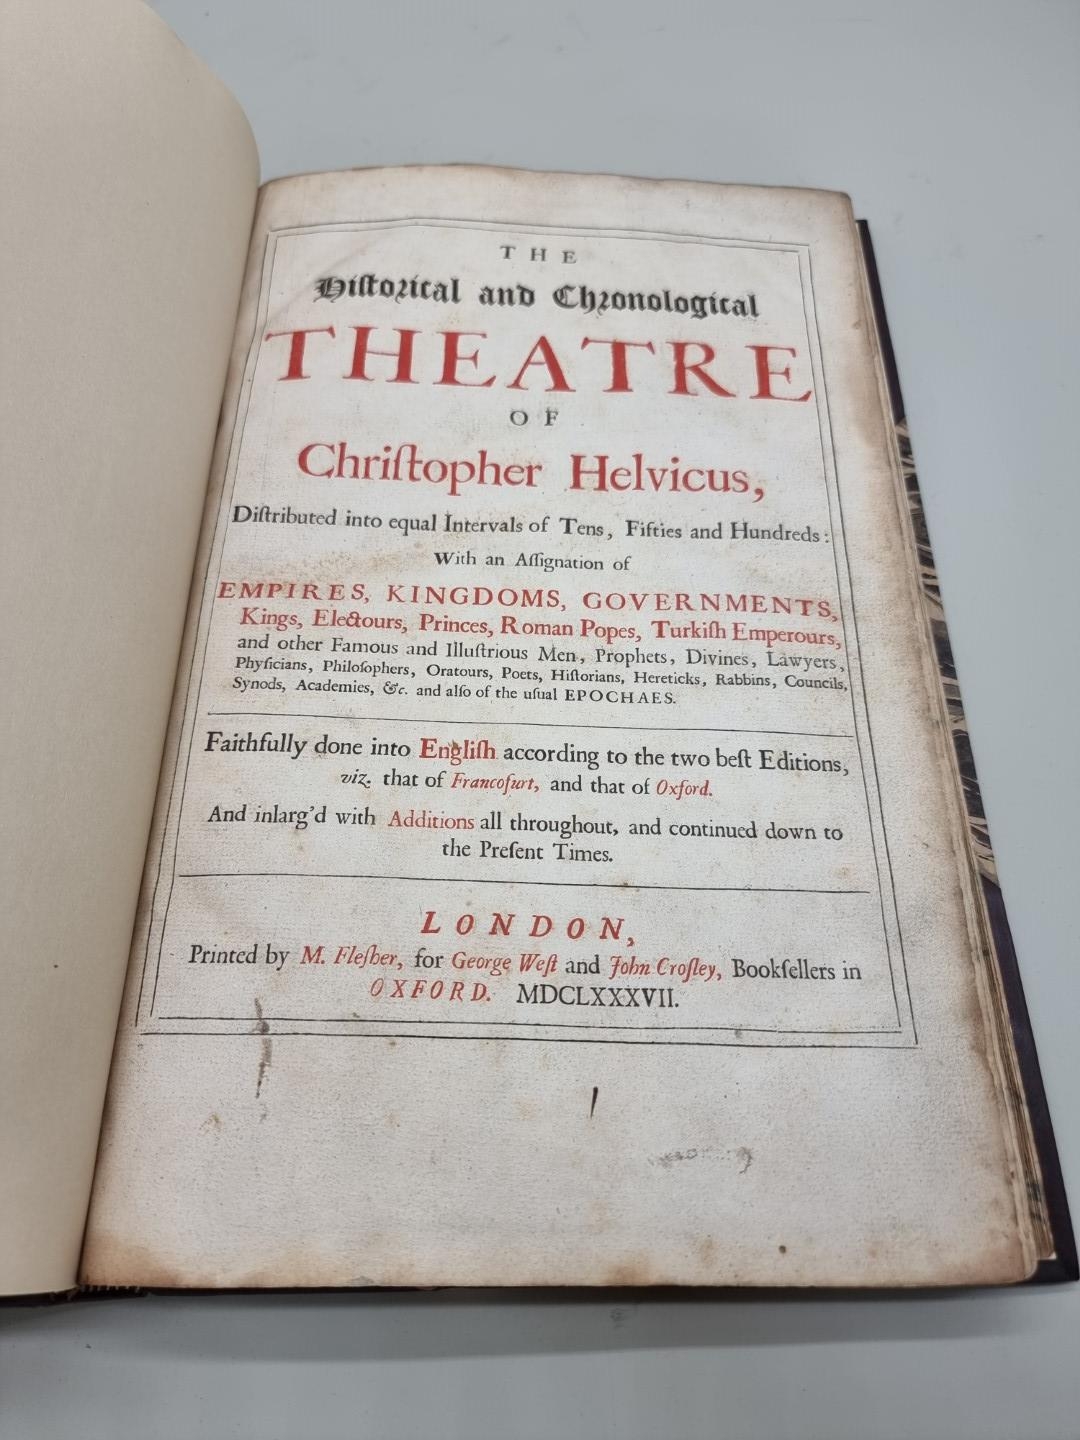 THE
Hiſtorical and Chronological
THEATRE
OF
Chriſtopher Helvicus,
Diſtributed into equal Intervals of Tens, Fifties and Hundreds:
With an Aſſignation of
EMPIRES, KINGDOMS, GOVERNMENTS,
Kings, Electours, Princes, Roman Popes, Turkiſh Emperours,
and other Famous and Illuſtrious Men, Prophets, Divines, Lawyers,
Phyſicians, Philoſophers, Oratours, Poets, Hiſtorians, Hereticks, Rabbins, Councils,
Synods, Academies, &c. and alſo of the uſual EPOCHAES.
Faithfully done into Engliſh according to the two beſt Editions,
viz. that of Francofurt, and that of Oxford.
And inlarg'd with Additions all throughout, and continued down to
the Preſent Times.
LONDON,
Printed by M. Fleſher, for George Weſt and John Croſley, Bookſellers in
OXFORD. MDCLXXXVII.